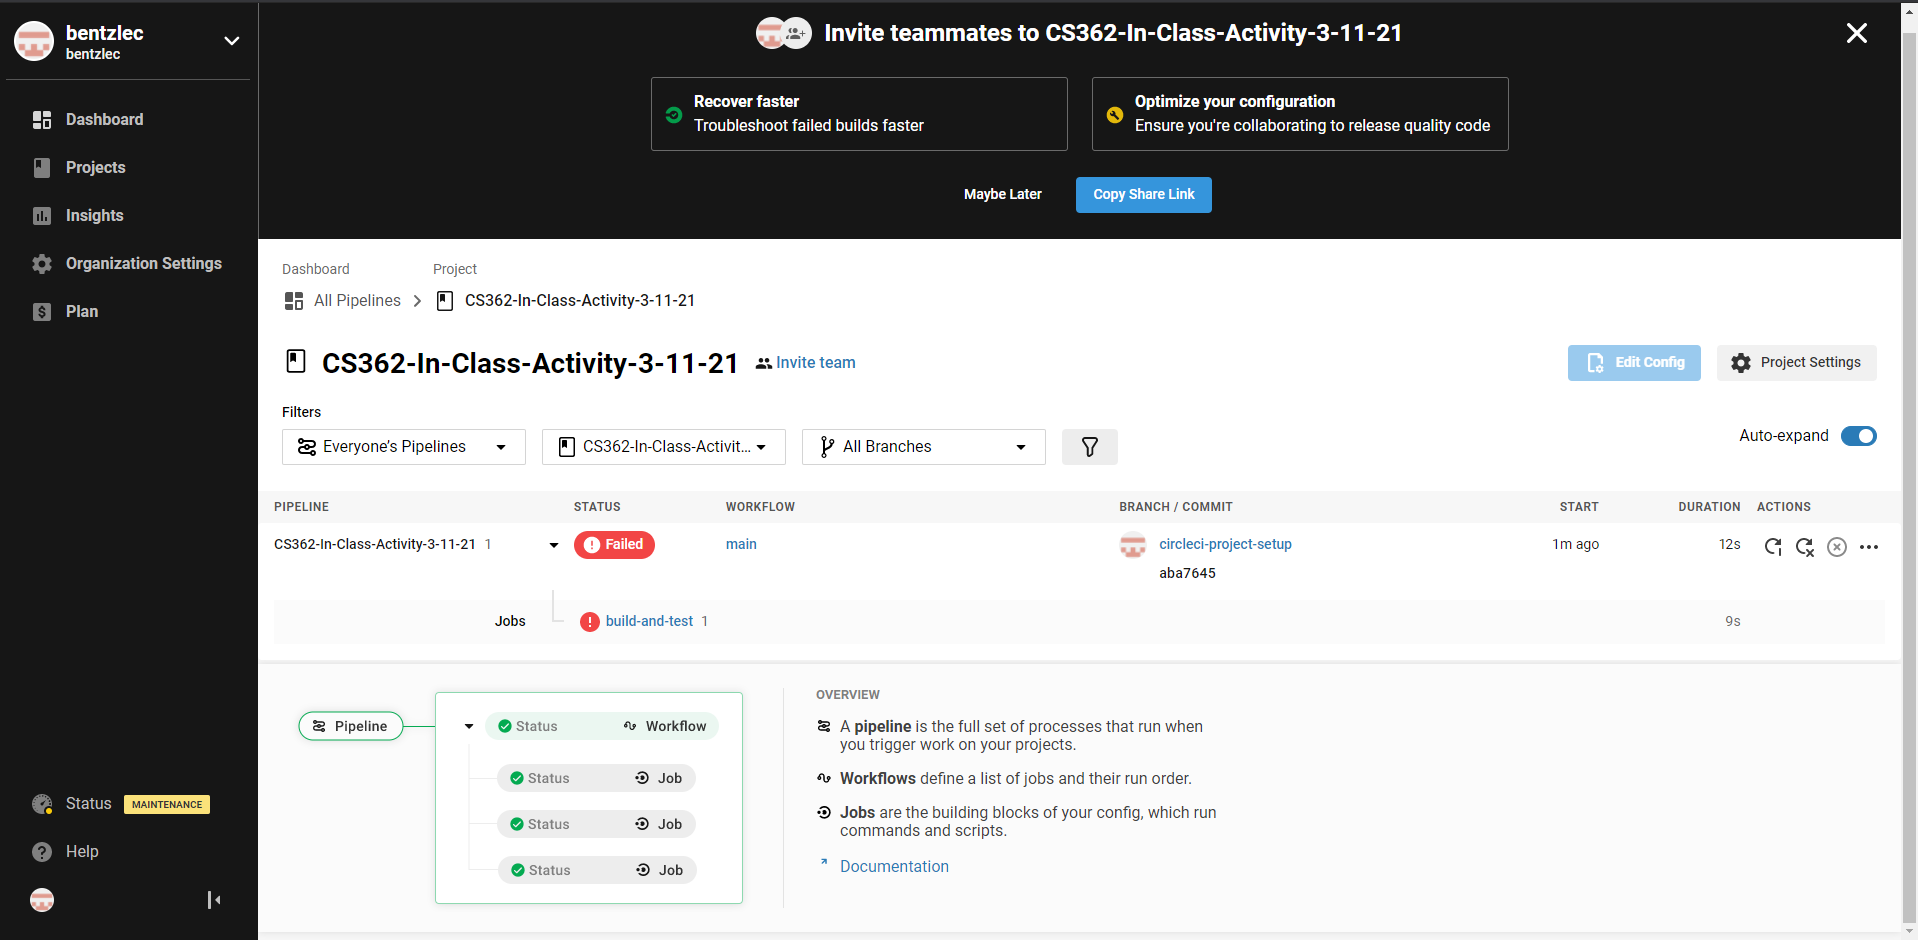 bentzlec
bentzlec
Dashboard
Projects
Insights
Organization Settings
Plan
Status MAINTENANCE
Help
Invite teammates to CS362-In-Class-Activity-3-11-21
Recover faster
Troubleshoot failed builds faster
Optimize your configuration
Ensure you're collaborating to release quality code
Maybe Later Copy Share Link
Dashboard Project
All Pipelines CS362-In-Class-Activity-3-11-21
CS362-In-Class-Activity-3-11-21 Invite team Edit Config Project Settings
Filters
Everyone's Pipelines CS362-In-Class-Activit... All Branches Auto-expand
PIPELINE STATUS WORKFLOW BRANCH / COMMIT START DURATION ACTIONS
CS362-In-Class-Activity-3-11-21 1 Failed main circleci-project-setup 1m ago 12s
aba7645
Jobs build-and-test 1 9s
Pipeline Status Workflow
Status Job
Status Job
Status Job
OVERVIEW
A pipeline is the full set of processes that run when
you trigger work on your projects.
Workflows define a list of jobs and their run order.
Jobs are the building blocks of your config, which run
commands and scripts.
Documentation